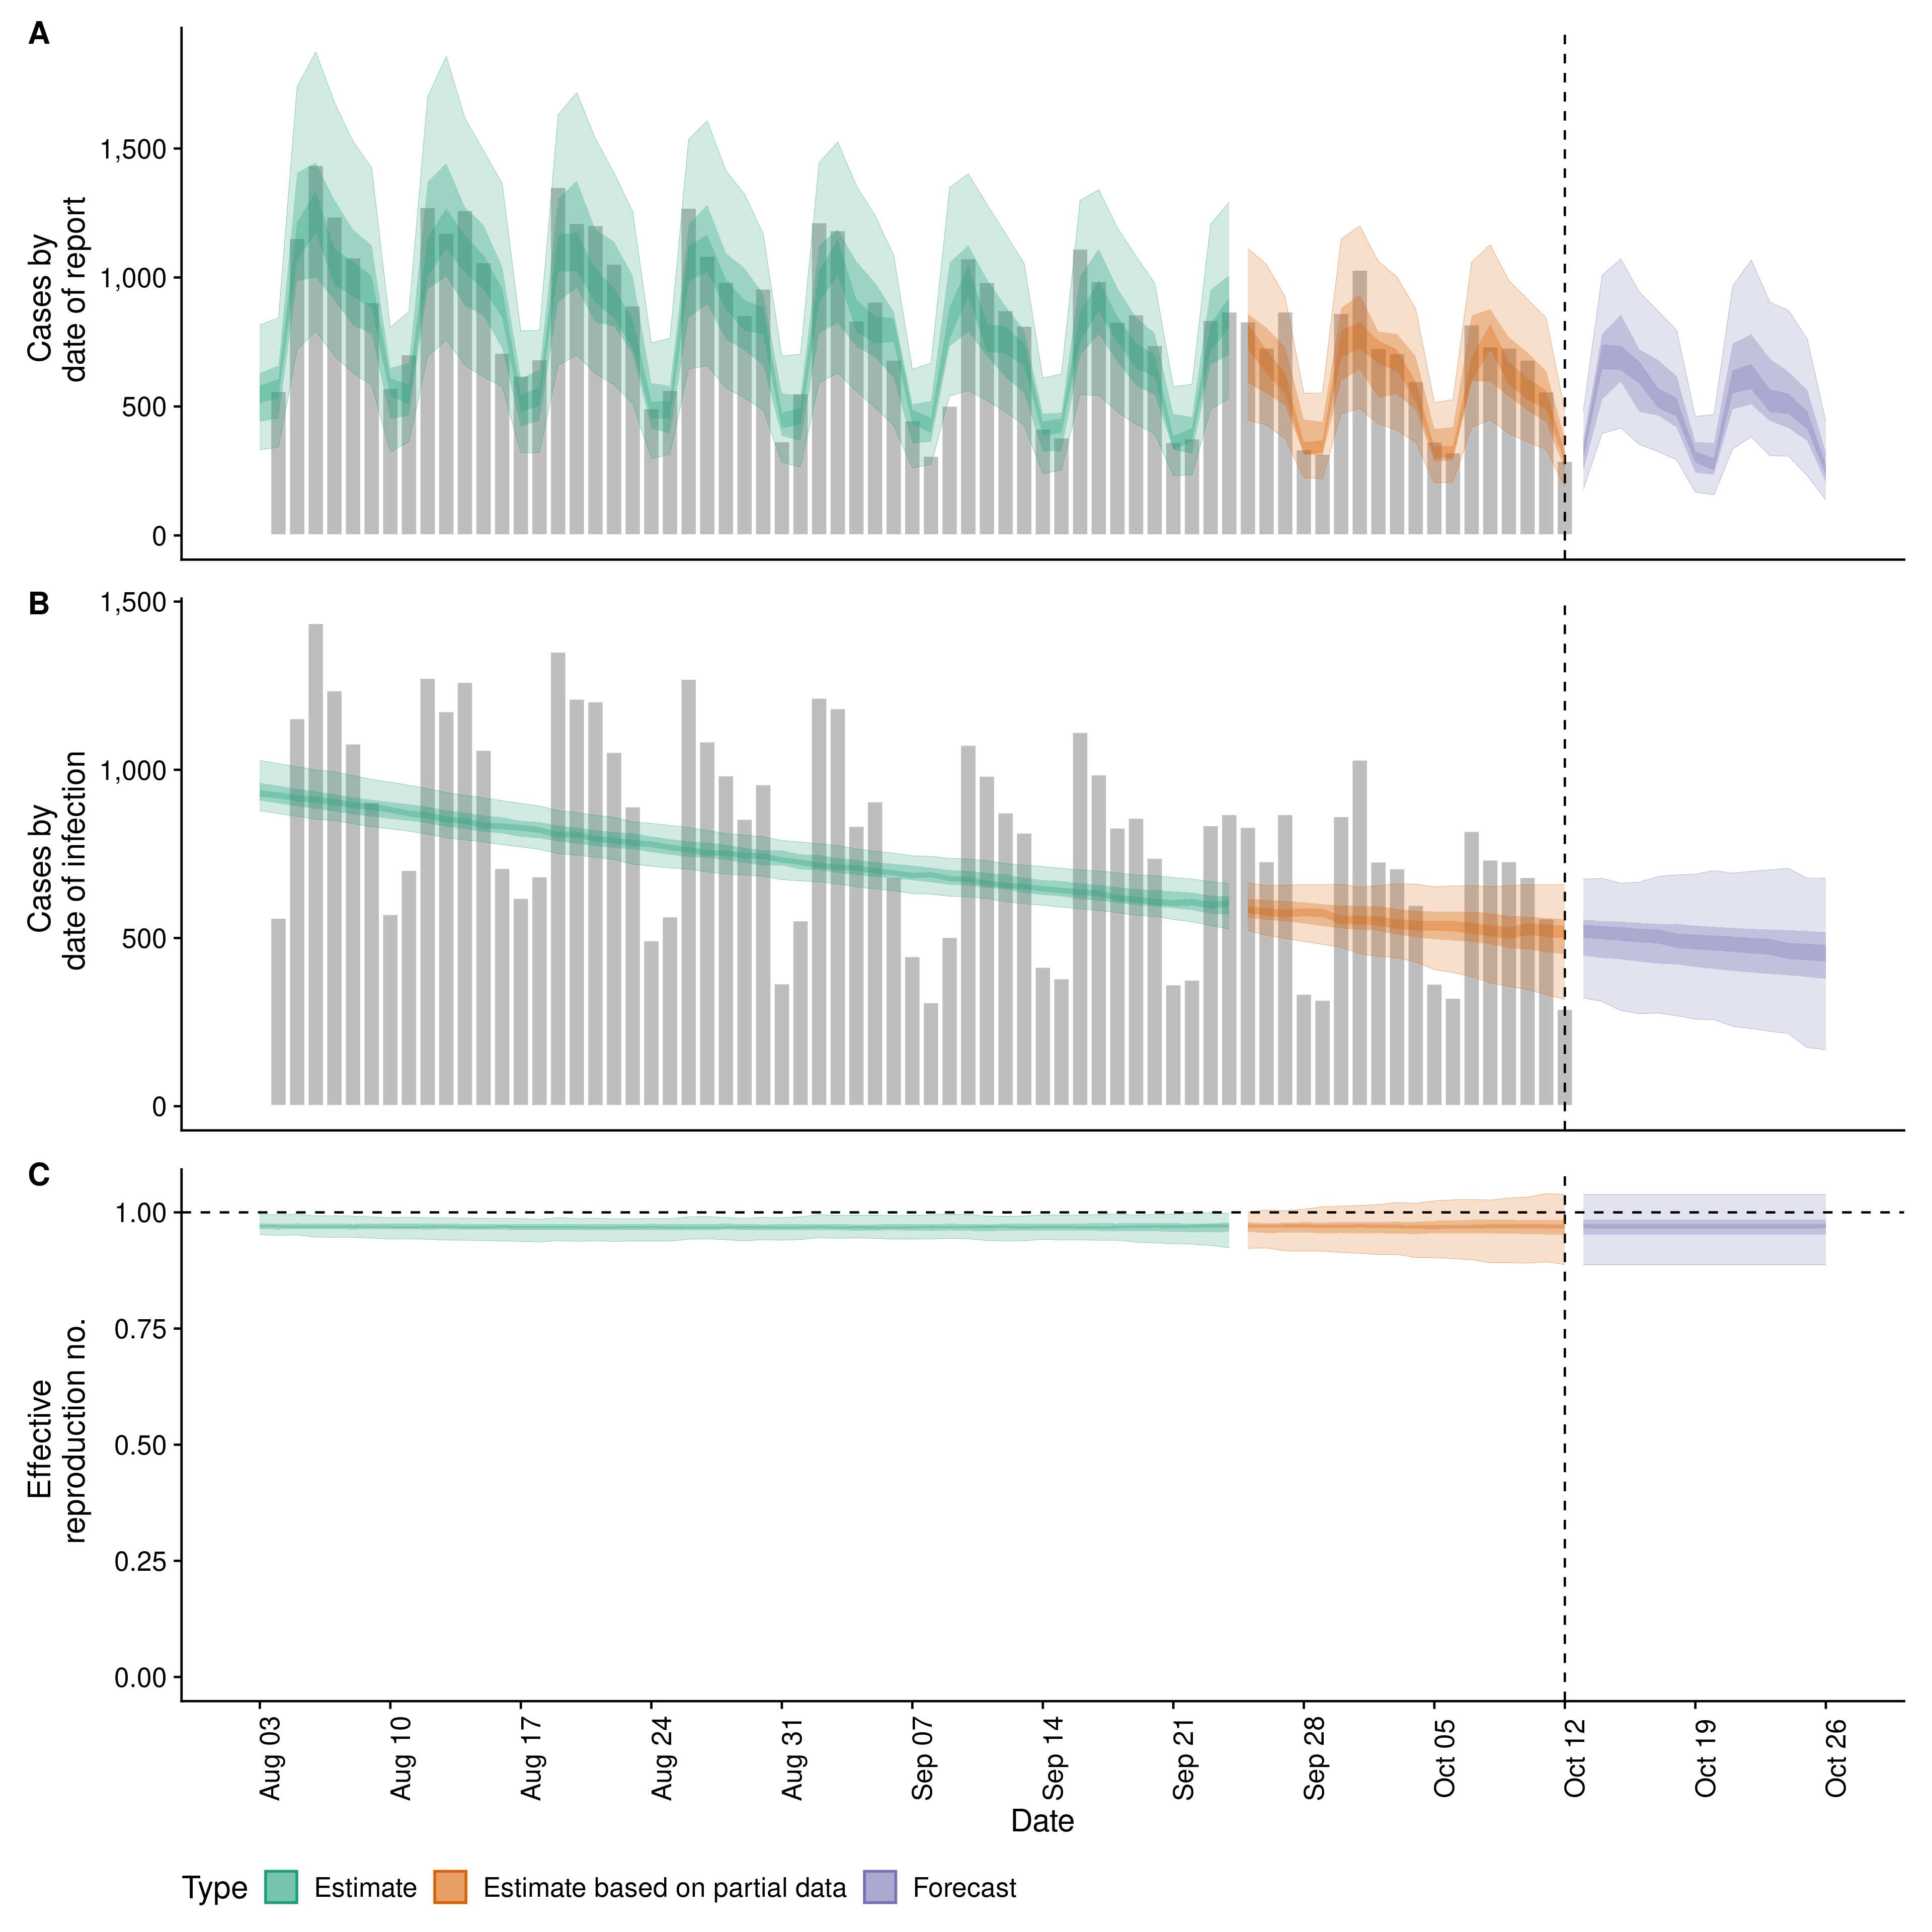 A
Cases by
date of report
1,500
1,000
500
0
B
Cases by
date of infection
1,500
1,000
500
0
C
Effective
reproduction no.
1.00
0.75
0.50
0.25
0.00
Aug 03
Aug 10
Aug 17
Aug 24
Aug 31
Sep 07
Sep 14
Sep 21
Sep 28
Oct 05
Oct 12
Oct 19
Oct 26
Date
Type Estimate Estimate based on partial data Forecast